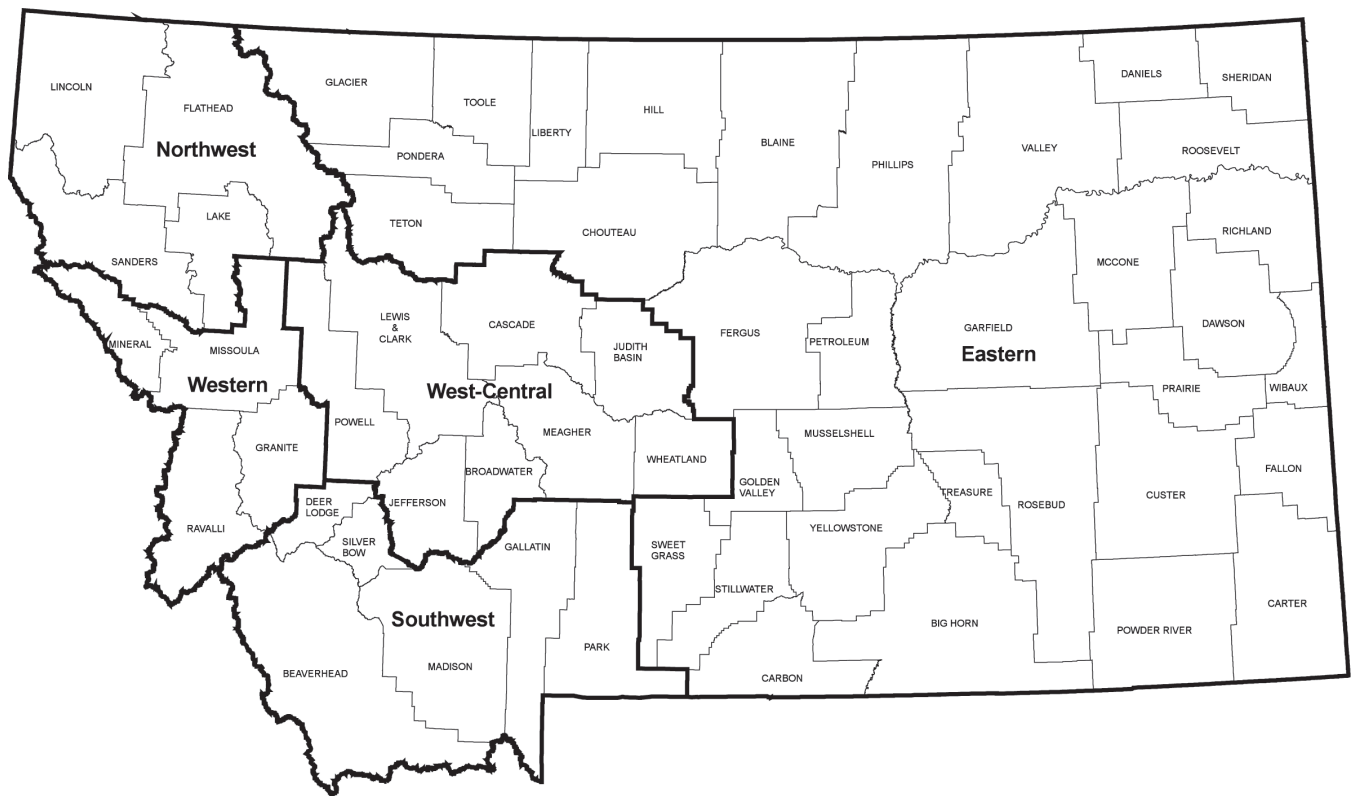 LINCOLN
FLATHEAD
Northwest
LAKE
SANDERS
GLACIER
TOOLE
LIBERTY
HILL
BLAINE
PHILLIPS
VALLEY
DANIELS
SHERIDAN
ROOSEVELT
PONDERA
TETON
CHOUTEAU
RICHLAND
MCCONE
DAWSON
GARFIELD
Eastern
PETROLEUM
FERGUS
PRAIRIE
WIBAUX
FALLON
CUSTER
ROSEBUD
TREASURE
MUSSELSHELL
GOLDEN
VALLEY
YELLOWSTONE
SWEET
GRASS
STILLWATER
BIG HORN
CARBON
POWDER RIVER
CARTER
MINERAL
MISSOULA
Western
GRANITE
RAVALLI
LEWIS
&
CLARK
CASCADE
JUDITH
BASIN
West-Central
POWELL
MEAGHER
BROADWATER
WHEATLAND
JEFFERSON
DEER
LODGE
SILVER
BOW
GALLATIN
Southwest
PARK
MADISON
BEAVERHEAD